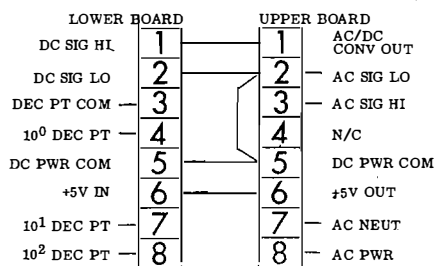 LOWER BOARD UPPER BOARD
DC SIG HI 1 1 AC/DC CONV OUT
DC SIG LO 2 2 AC SIG LO
DEC PT COM 3 3 AC SIG HI
10⁰ DEC PT 4 4 N/C
DC PWR COM 5 5 DC PWR COM
+5V IN 6 6 +5V OUT
10¹ DEC PT 7 7 AC NEUT
10² DEC PT 8 8 AC PWR